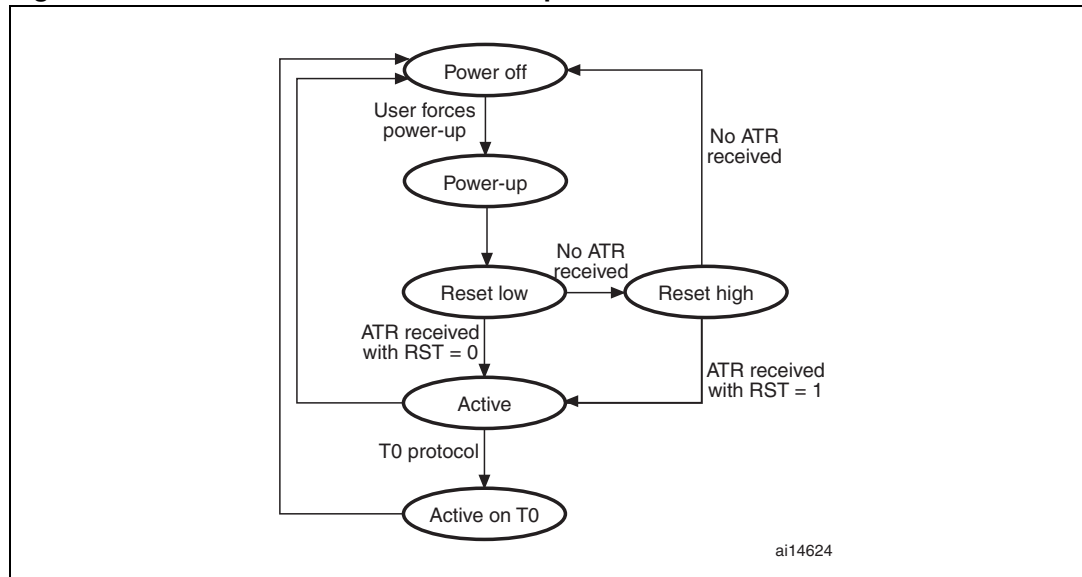 Power off
User forces
power-up
No ATR
received
Power-up
No ATR
received
Reset low
Reset high
ATR received
with RST = 0
ATR received
with RST = 1
Active
T0 protocol
Active on T0
ai14624